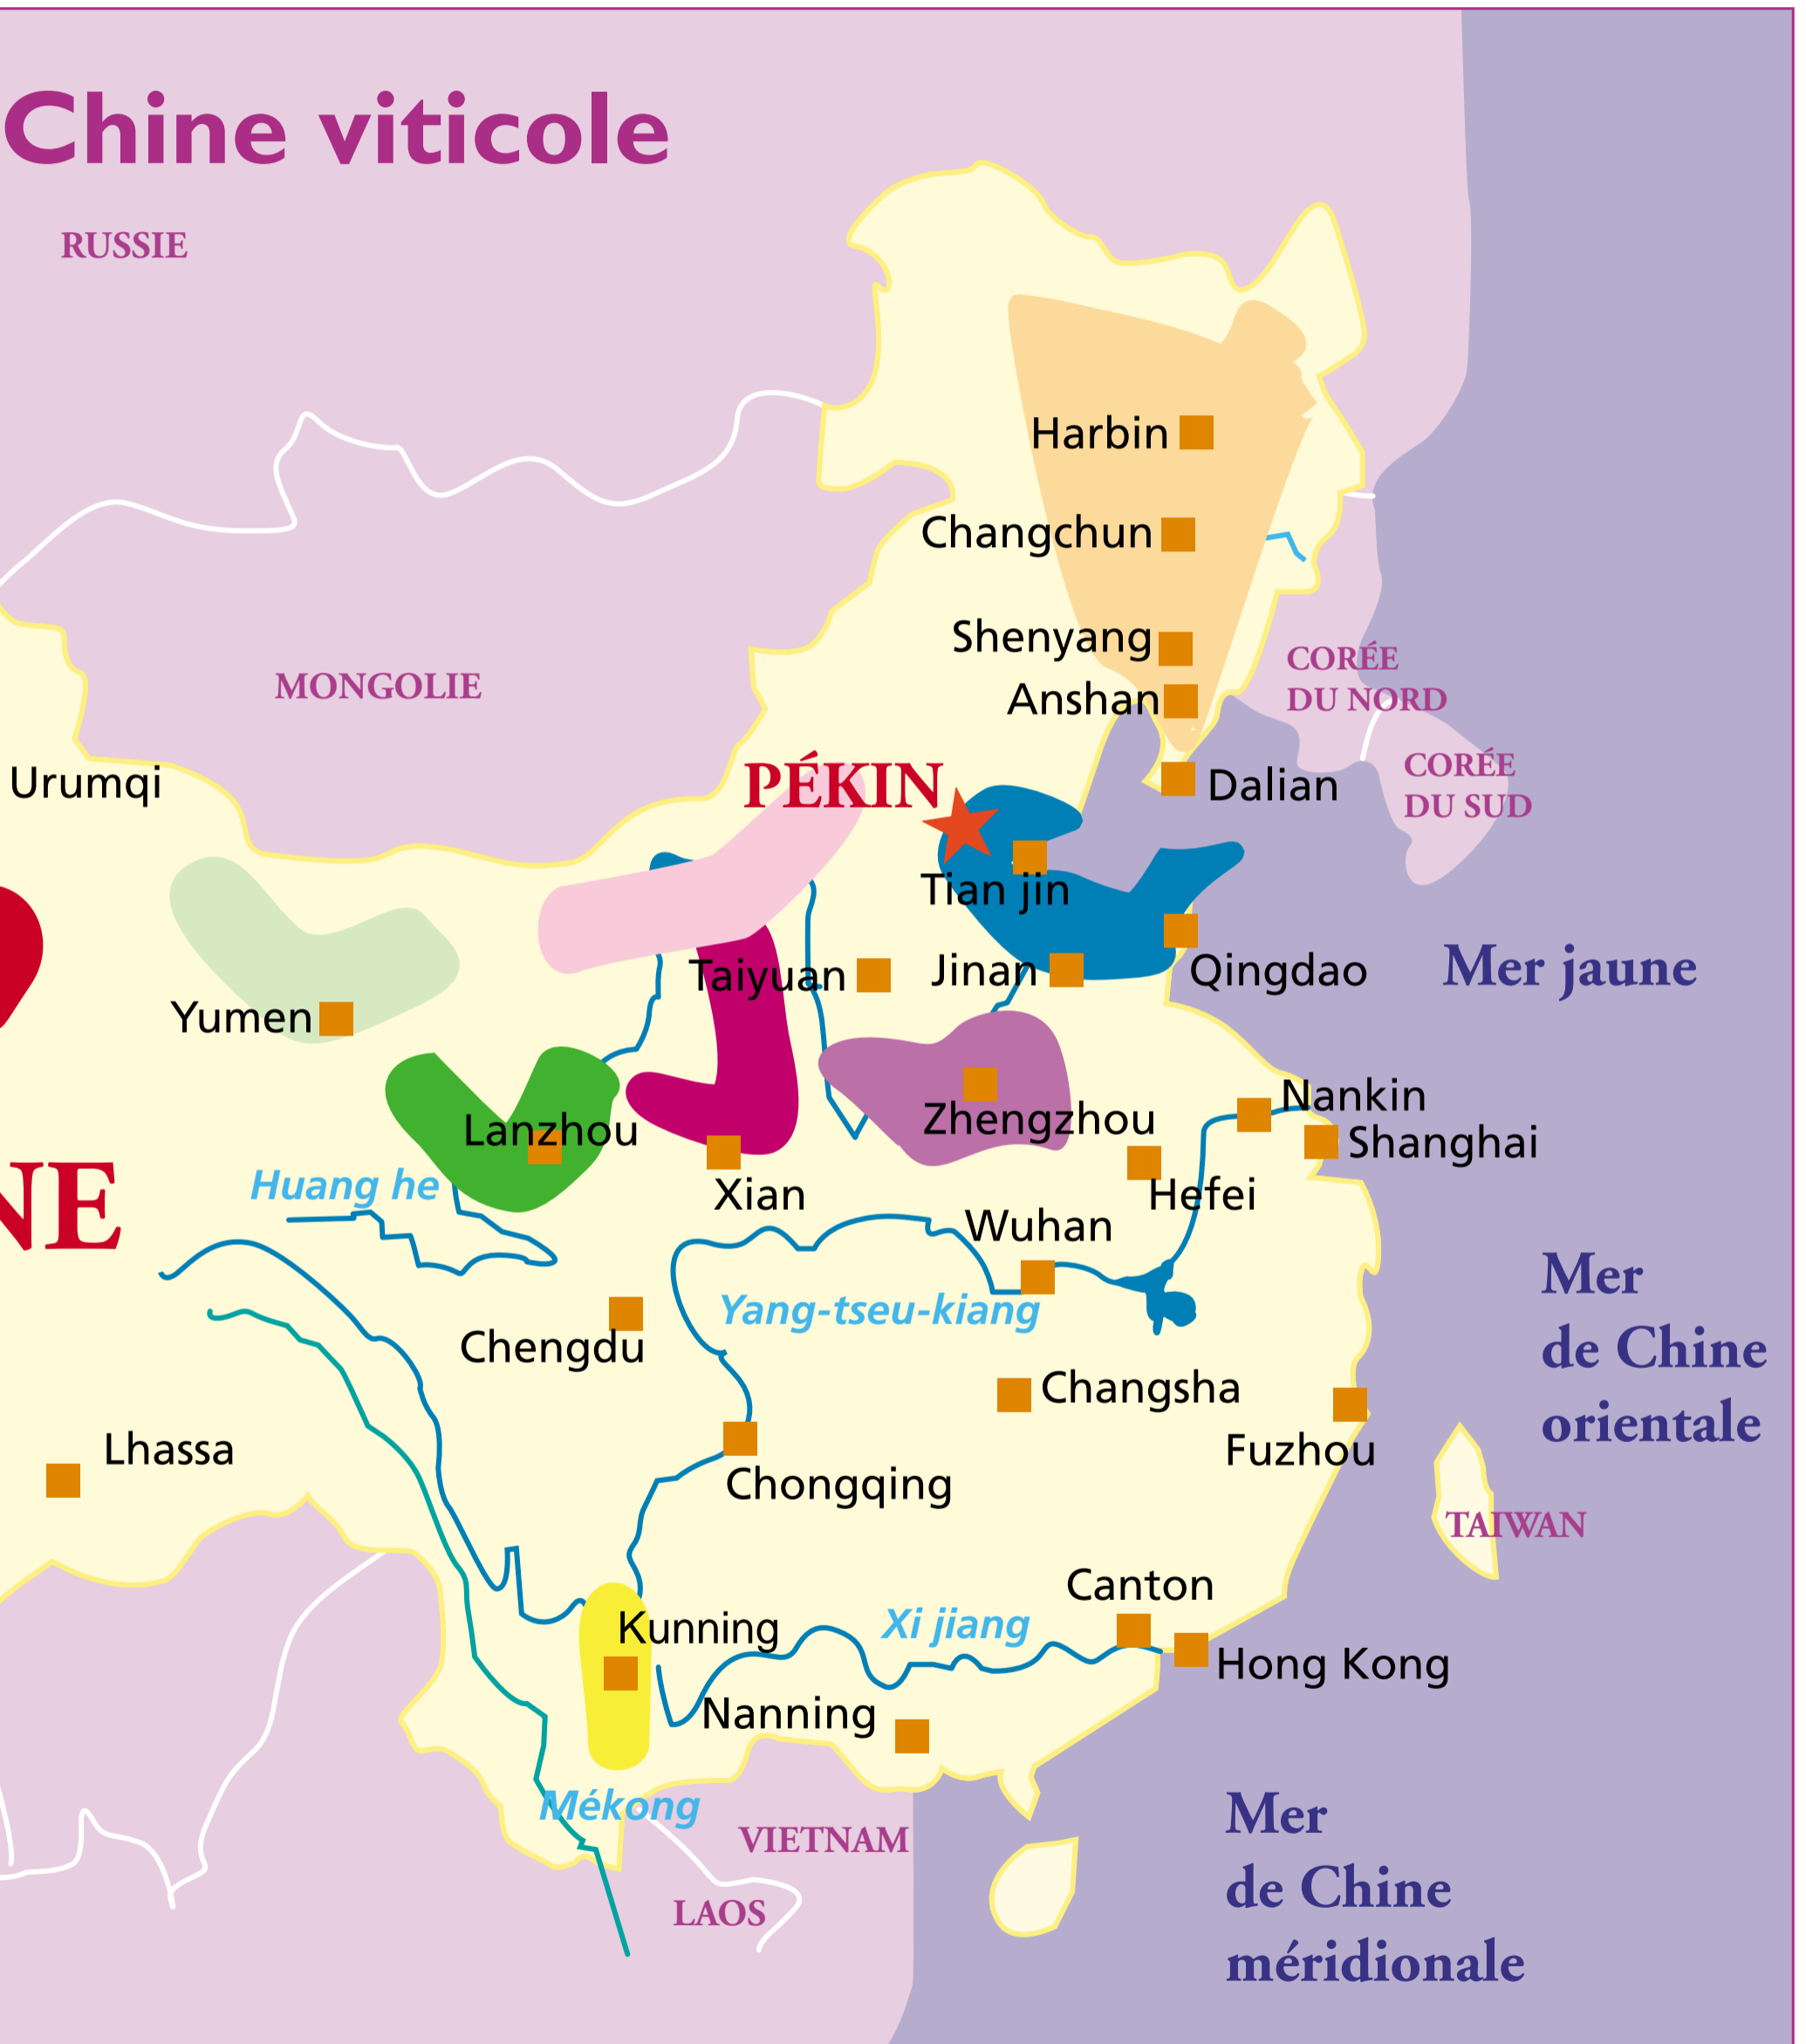 Chine viticole
RUSSIE
Harbin
Changchun
Shenyang
CORÉE
DU NORD
MONGOLIE
Anshan
PÉKIN
CORÉE
DU SUD
Urumqi
Dalian
Tian jin
Taiyuan
Jinan
Qingdao
Mer jaune
Yumen
Nankin
Zhengzhou
Lanzhou
Shanghai
Huang he
Xian
Hefei
NE
Wuhan
Mer
de Chine
orientale
Yang-tseu-kiang
Chengdu
Changsha
Lhassa
Fuzhou
Chongqing
TAIWAN
Canton
Kunning
Xi jiang
Hong Kong
Nanning
Mékong
VIETNAM
Mer
de Chine
méridionale
LAOS